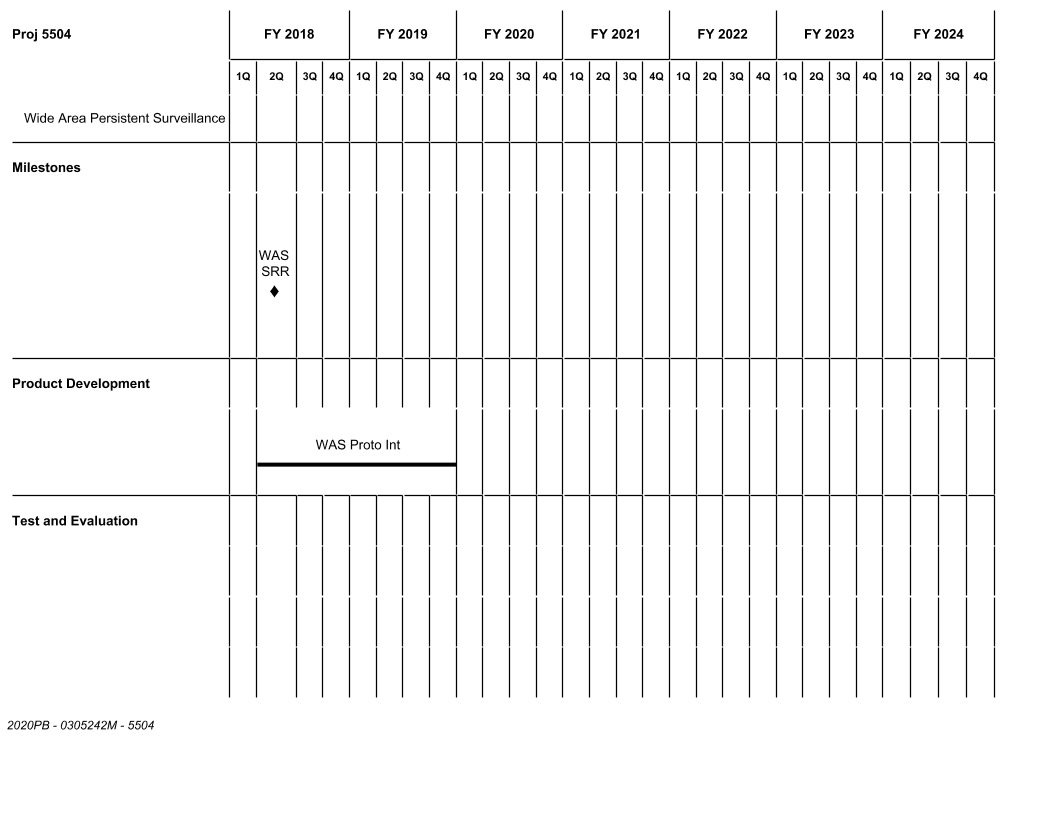 Proj 5504 FY 2018 FY 2019 FY 2020 FY 2021 FY 2022 FY 2023 FY 2024
1Q 2Q 3Q 4Q 1Q 2Q 3Q 4Q 1Q 2Q 3Q 4Q 1Q 2Q 3Q 4Q 1Q 2Q 3Q 4Q 1Q 2Q 3Q 4Q 1Q 2Q 3Q 4Q
Wide Area Persistent Surveillance
Milestones
WAS
SRR
Product Development
WAS Proto Int
Test and Evaluation
2020PB - 0305242M - 5504